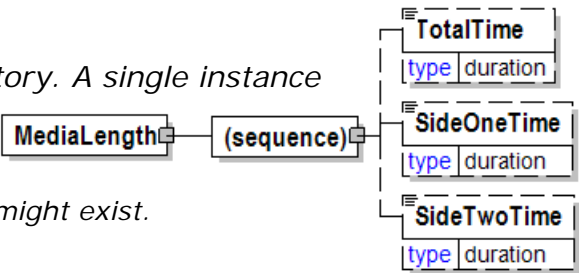 TotalTime
type duration
tory. A single instance
SideOneTime
MediaLength
(sequence)
type duration
might exist.
SideTwoTime
type duration